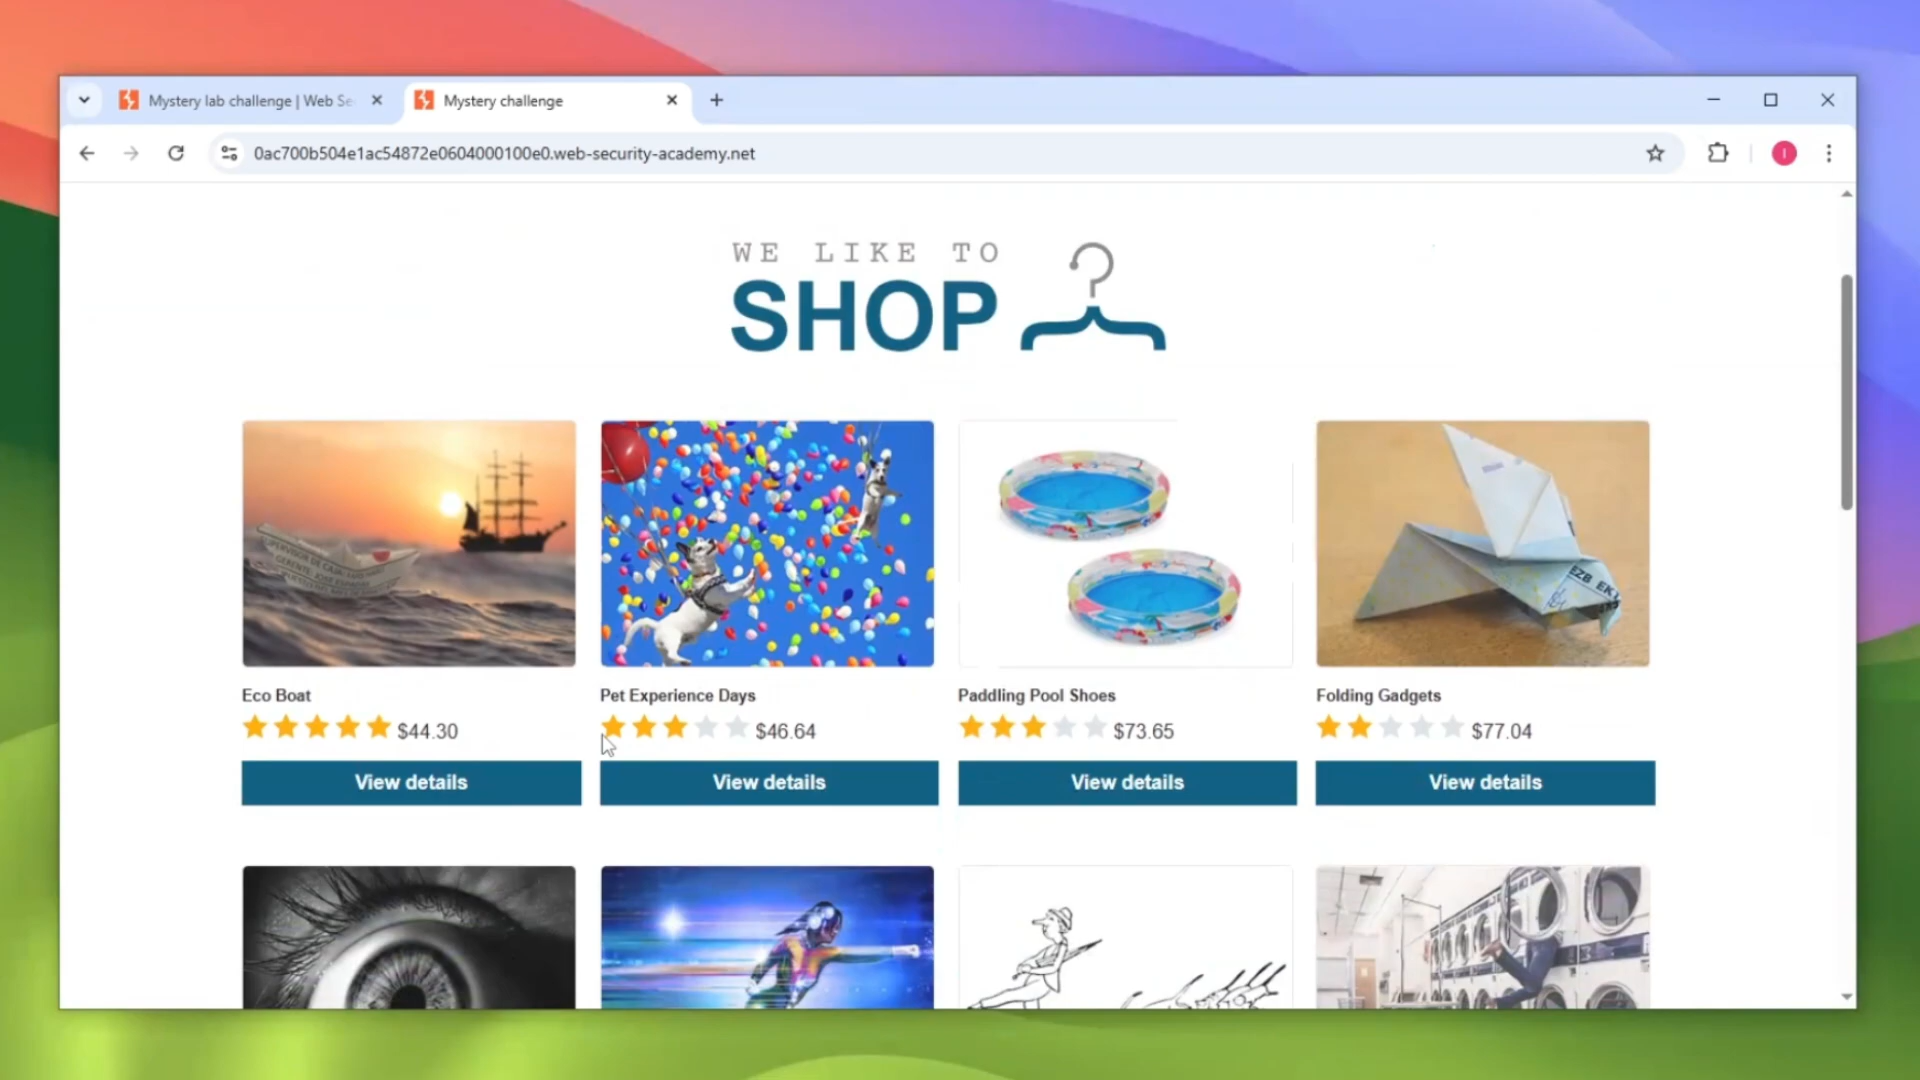 Mystery lab challenge | Web Se
Mystery challenge
0ac700b504e1ac54872e0604000100e0.web-security-academy.net
I
WE LIKE TO
SHOP
Eco Boat
Pet Experience Days
Paddling Pool Shoes
Folding Gadgets
$44.30
$46.64
$73.65
$77.04
View details
View details
View details
View details